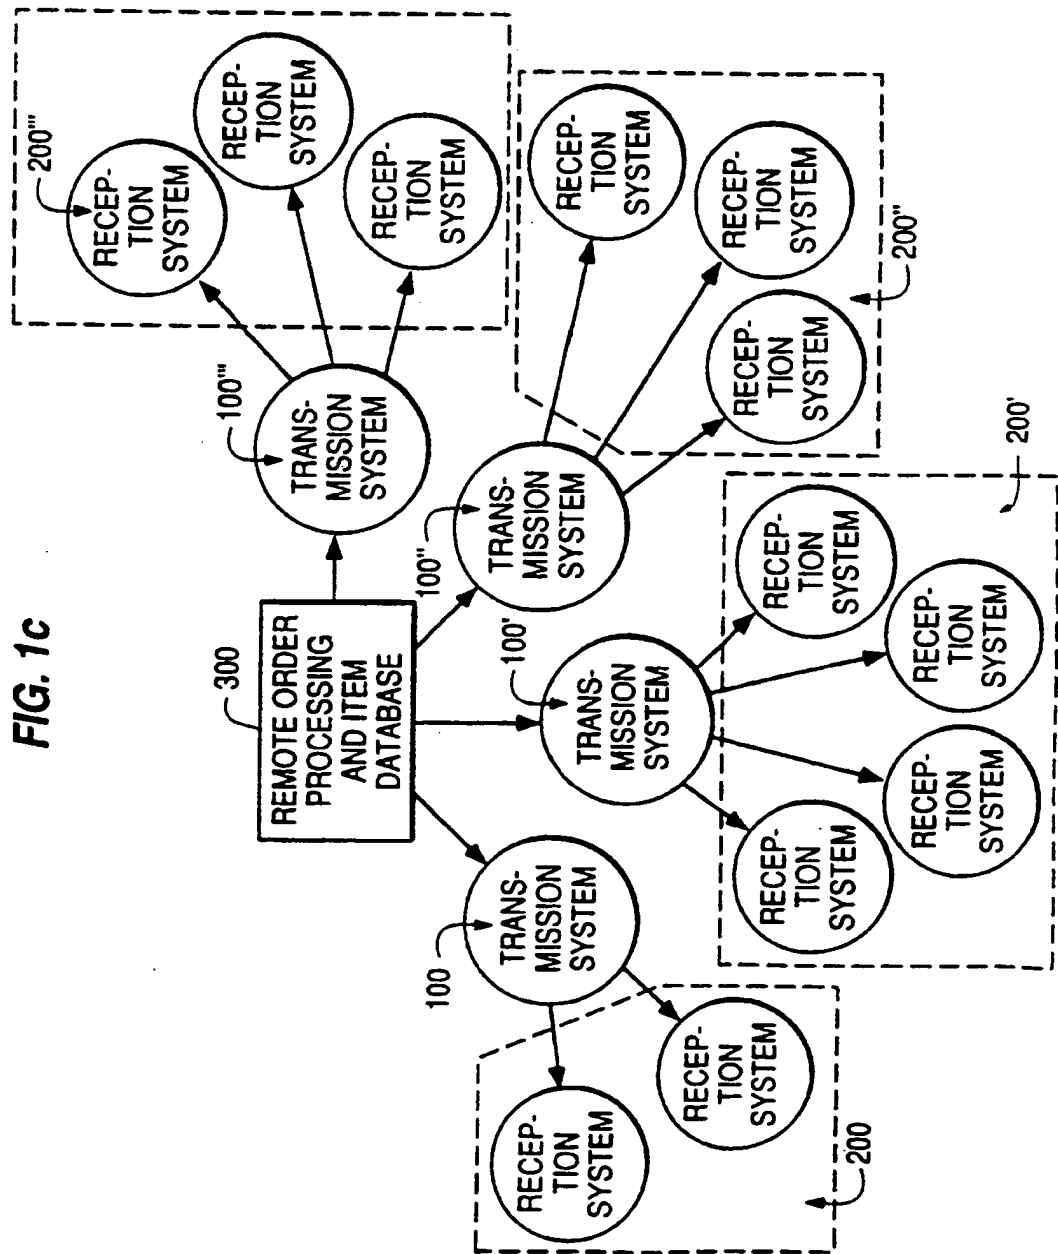 FIG. 1c
300
REMOTE ORDER
PROCESSING
AND ITEM
DATABASE
100
TRANS-
MISSION
SYSTEM
RECEP-
TION
SYSTEM
RECEP-
TION
SYSTEM
200
100'
TRANS-
MISSION
SYSTEM
RECEP-
TION
SYSTEM
RECEP-
TION
SYSTEM
RECEP-
TION
SYSTEM
RECEP-
TION
SYSTEM
200'
100''
TRANS-
MISSION
SYSTEM
RECEP-
TION
SYSTEM
RECEP-
TION
SYSTEM
RECEP-
TION
SYSTEM
200''
100'''
TRANS-
MISSION
SYSTEM
200'''
RECEP-
TION
SYSTEM
RECEP-
TION
SYSTEM
RECEP-
TION
SYSTEM